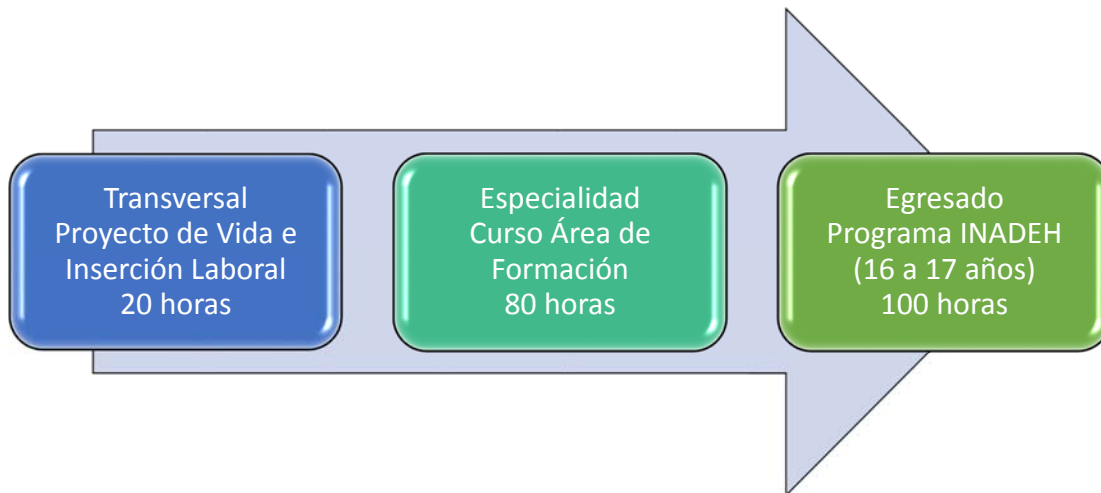 Transversal
Proyecto de Vida e
Inserción Laboral
20 horas
Especialidad
Curso Área de
Formación
80 horas
Egresado
Programa INADEH
(16 a 17 años)
100 horas